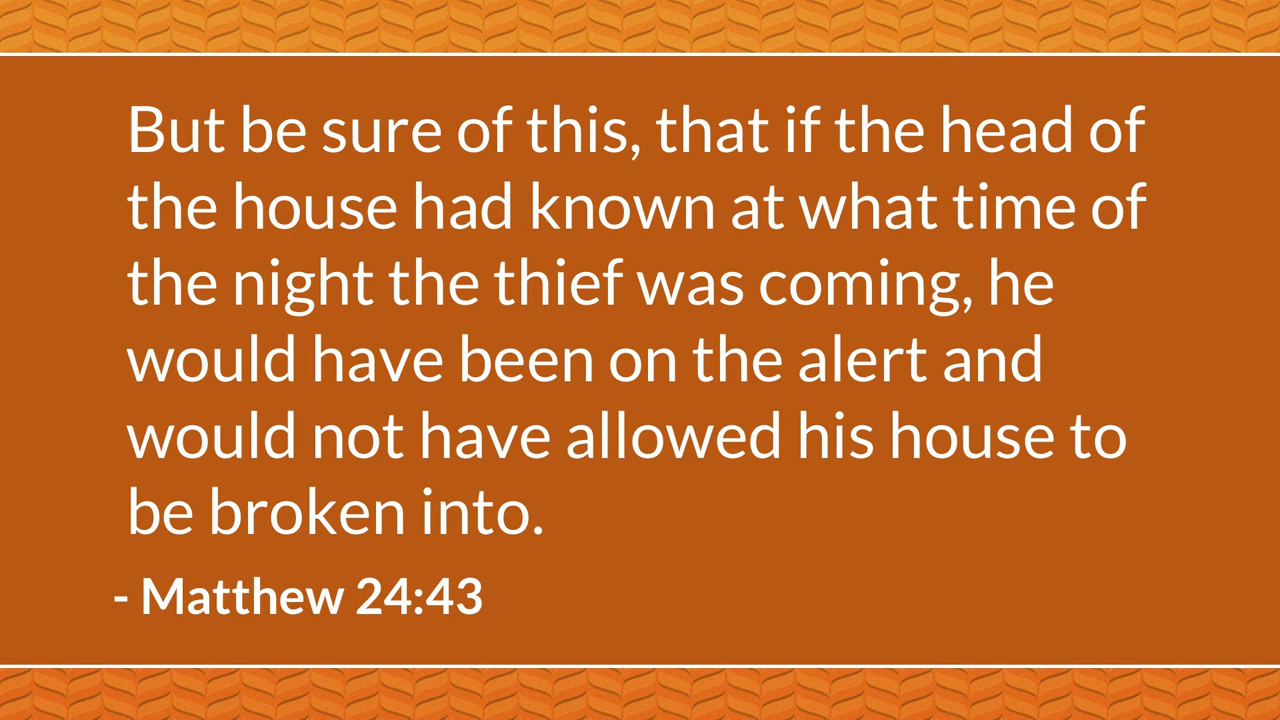 But be sure of this, that if the head of
the house had known at what time of
the night the thief was coming, he
would have been on the alert and
would not have allowed his house to
be broken into.
- Matthew 24:43